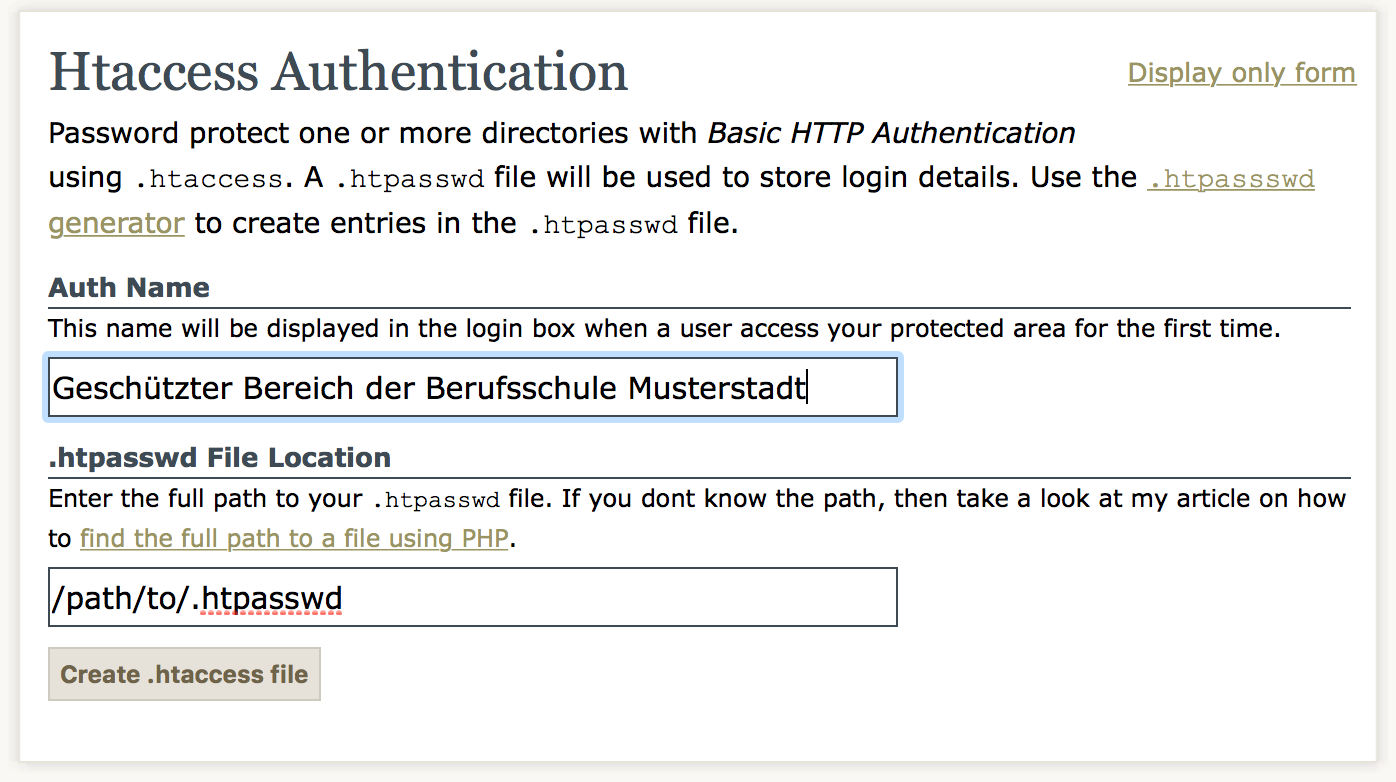 Htaccess Authentication
Display only form
Password protect one or more directories with Basic HTTP Authentication
using .htaccess. A .htpasswd file will be used to store login details. Use the .htpassswd
generator to create entries in the .htpasswd file.
Auth Name
This name will be displayed in the login box when a user access your protected area for the first time.
Geschützter Bereich der Berufsschule Musterstadt
.htpasswd File Location
Enter the full path to your .htpasswd file. If you dont know the path, then take a look at my article on how
to find the full path to a file using PHP.
/path/to/.htpasswd
Create .htaccess file